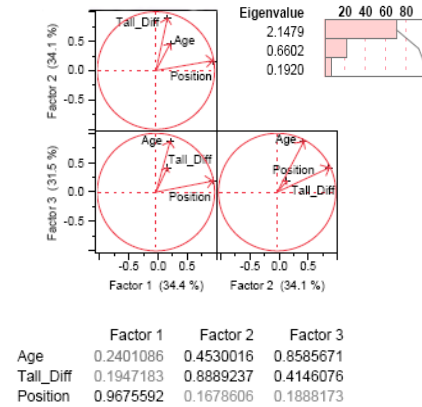 Eigenvalue 20 40 60 80
2.1479
0.6602
0.1920
Factor 2 (34.1 %)
0.5
0.0
-0.5
Tall_Diff
Age
Position
Factor 3 (31.5 %)
0.5
0.0
-0.5
Age
Tall_Diff
Position
Age
Position
Tall_Diff
-0.5 0.0 0.5
-0.5 0.0 0.5
Factor 1 (34.4 %)
Factor 2 (34.1 %)
Factor 1 Factor 2 Factor 3
Age 0.2401086 0.4530016 0.8585671
Tall_Diff 0.1947183 0.8889237 0.4146076
Position 0.9675592 0.1678606 0.1888173